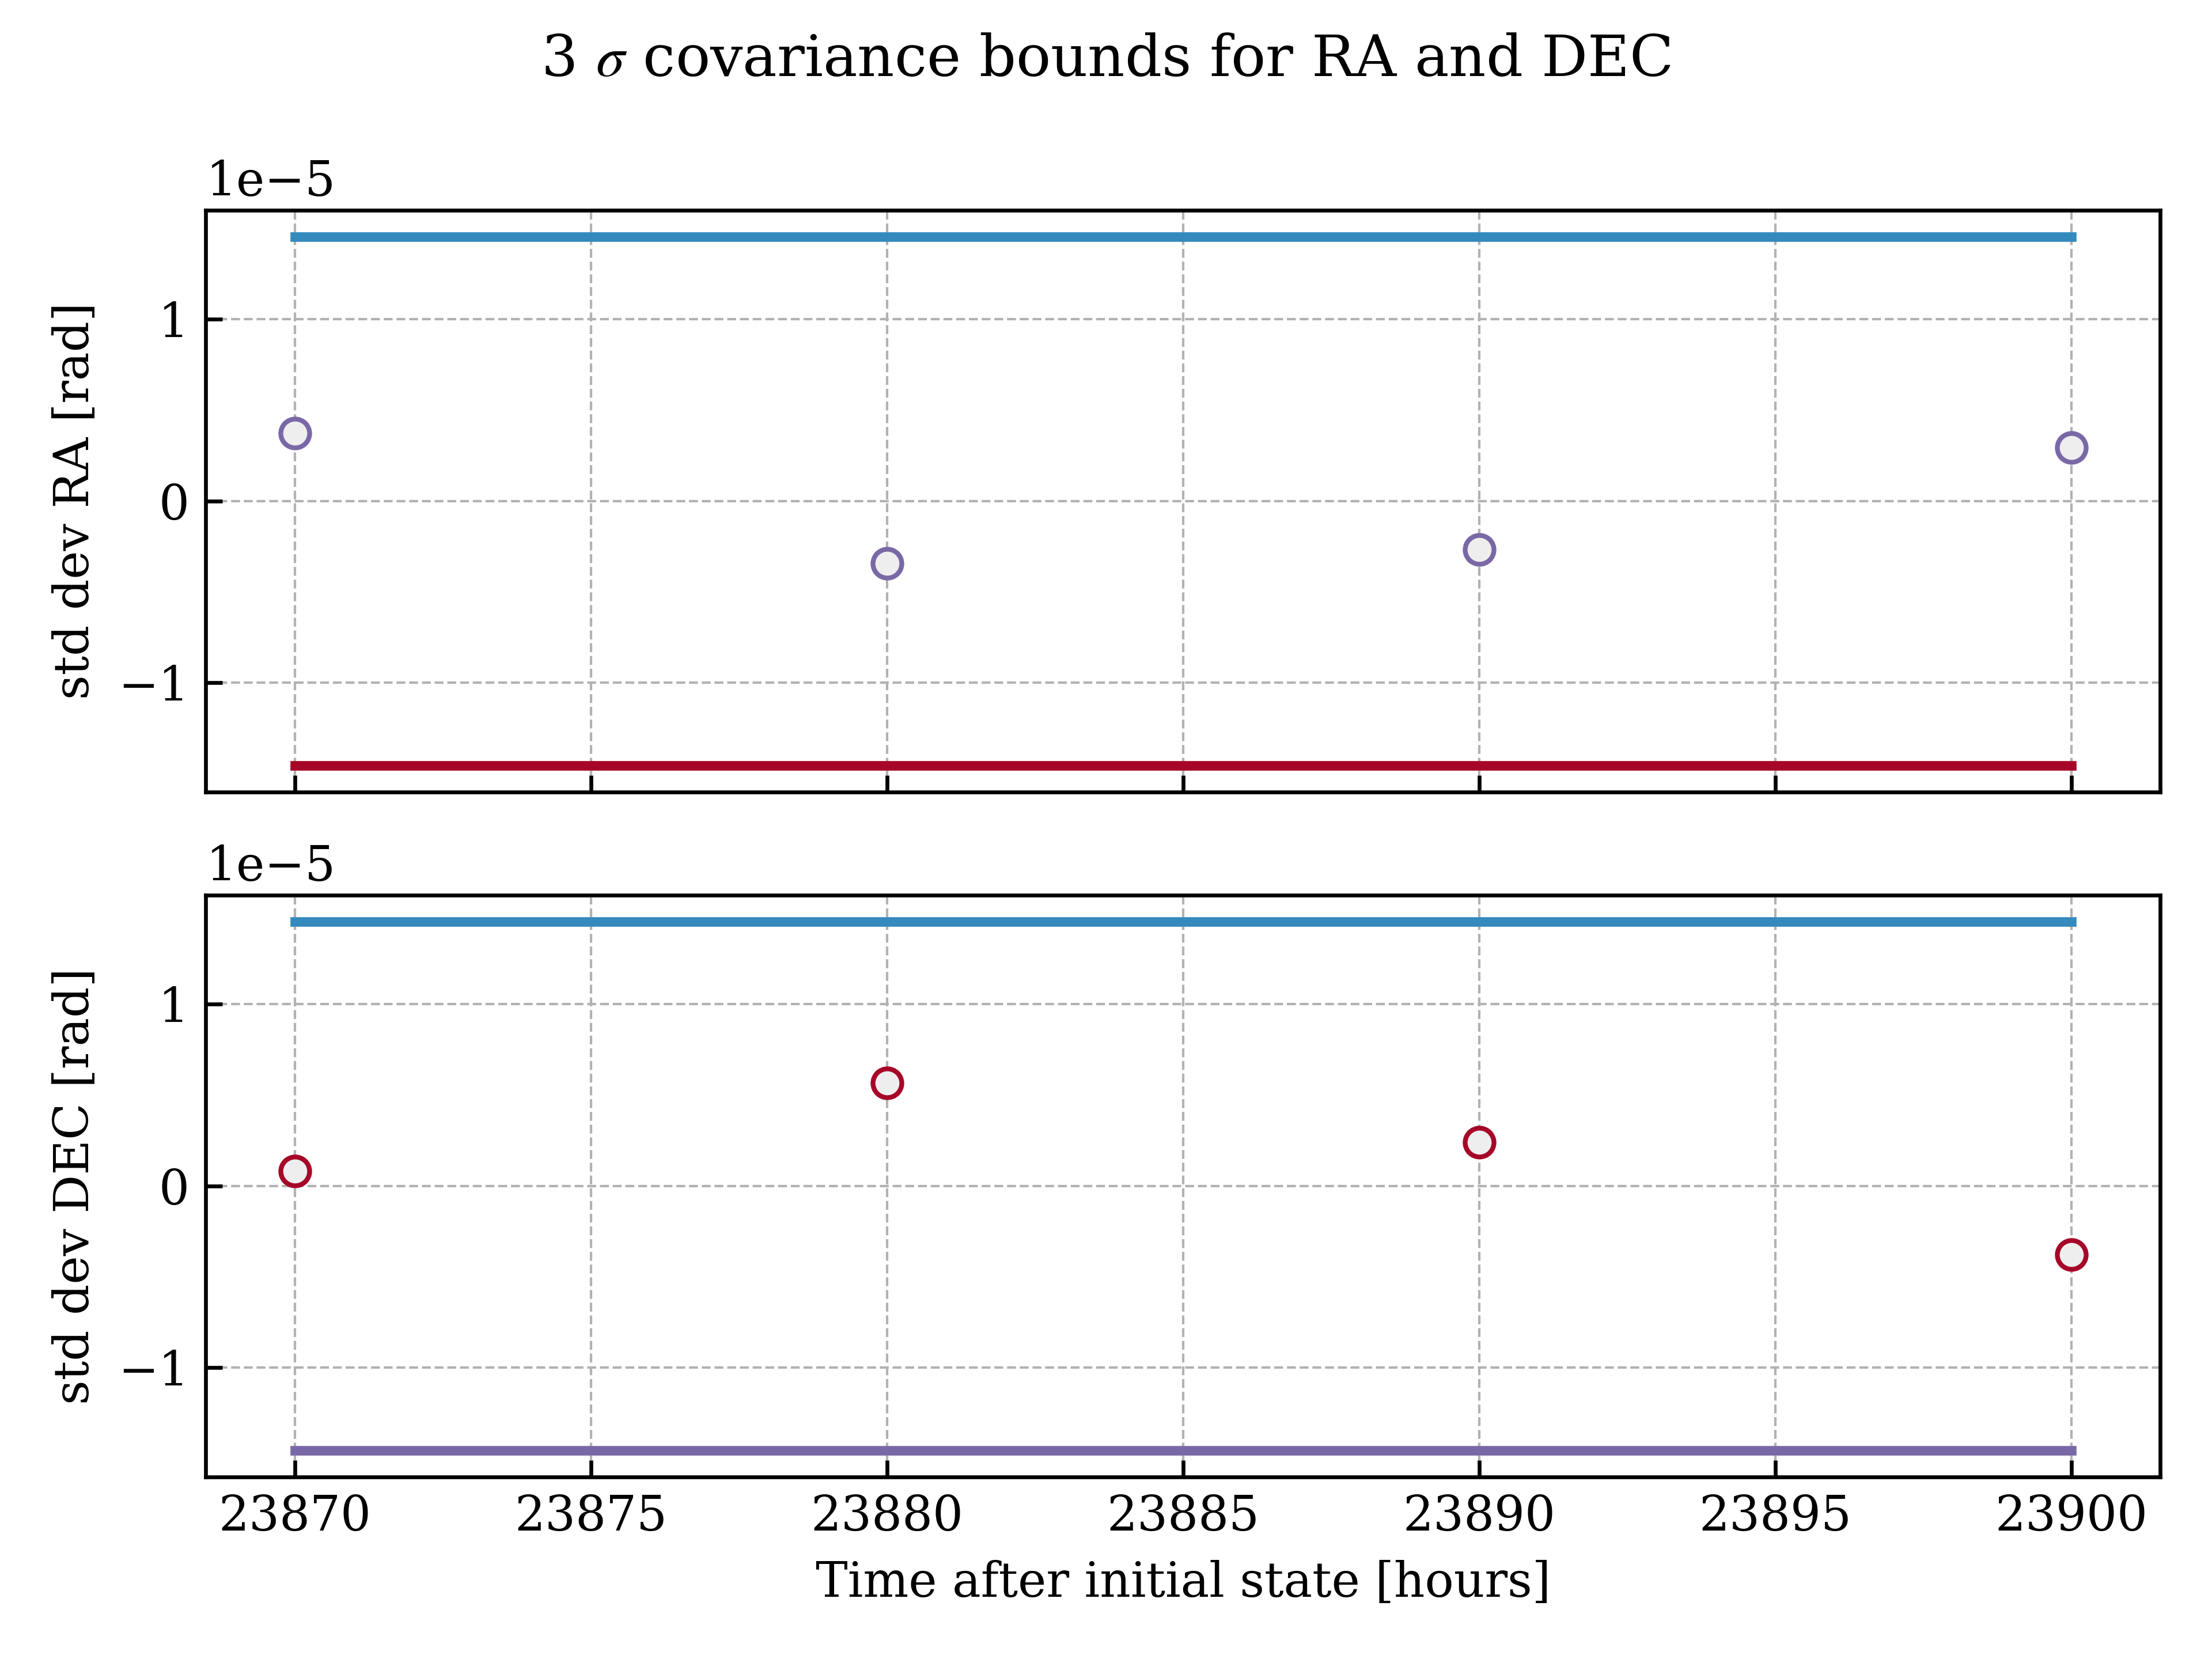 3 σ covariance bounds for RA and DEC
1e−5
1
0
−1
std dev RA [rad]
1e−5
1
0
−1
std dev DEC [rad]
23870 23875 23880 23885 23890 23895 23900
Time after initial state [hours]